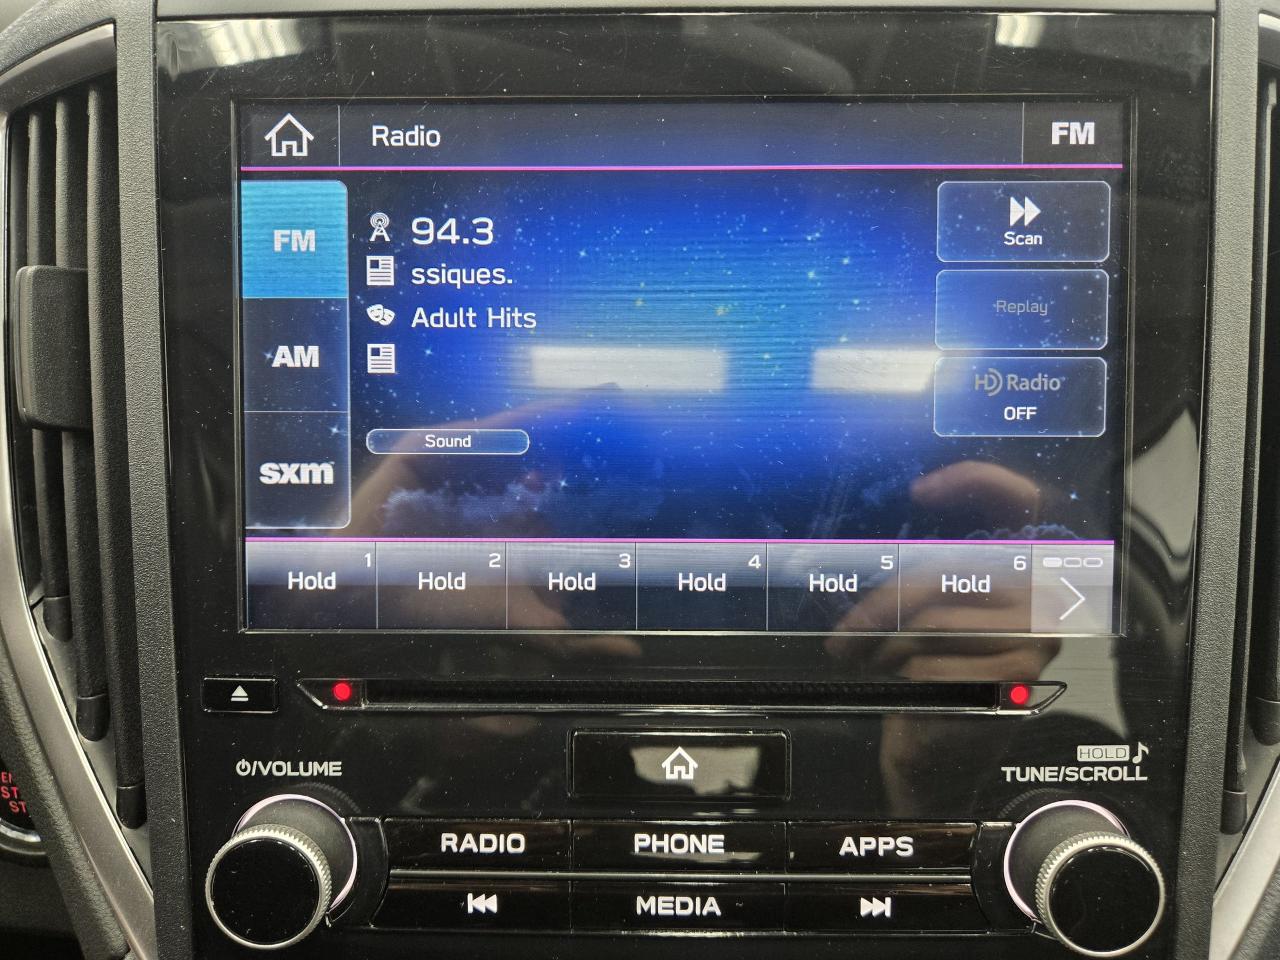 Radio
FM
FM
94.3
Scan
ssiques.
Replay
AM
Adult Hits
HD Radio
OFF
sxm
Sound
1
2
3
4
5
6
Hold
Hold
Hold
Hold
Hold
Hold
/VOLUME
HOLD
TUNE/SCROLL
RADIO
PHONE
APPS
MEDIA